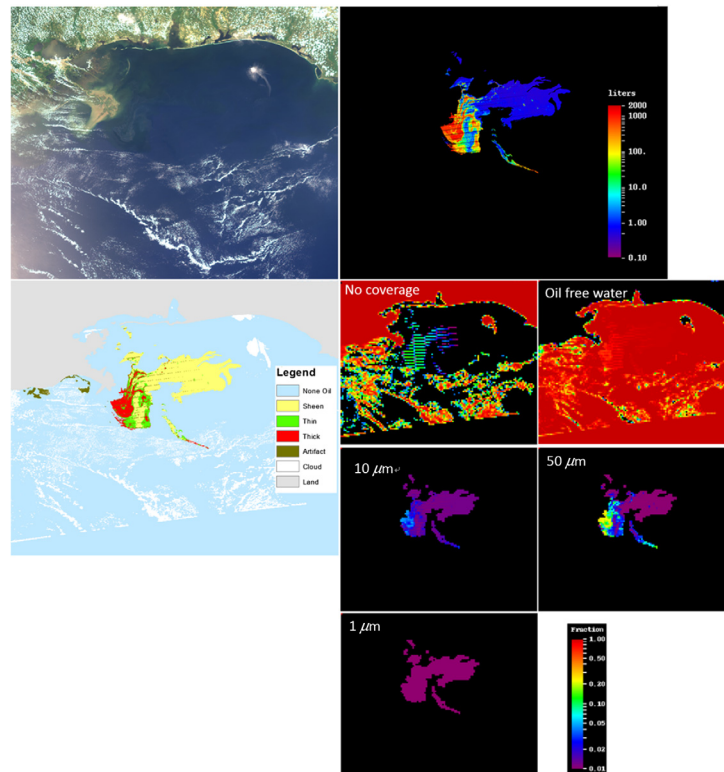 liters
2000
1000
100.
10.0
1.00
0.10
Legend
None Oil
Sheen
Thin
Thick
Artifact
Cloud
Land
No coverage
Oil free water
10 μm↵
50 μm
1 μm
Fraction
1.00
0.50
0.20
0.10
0.05
0.02
0.01